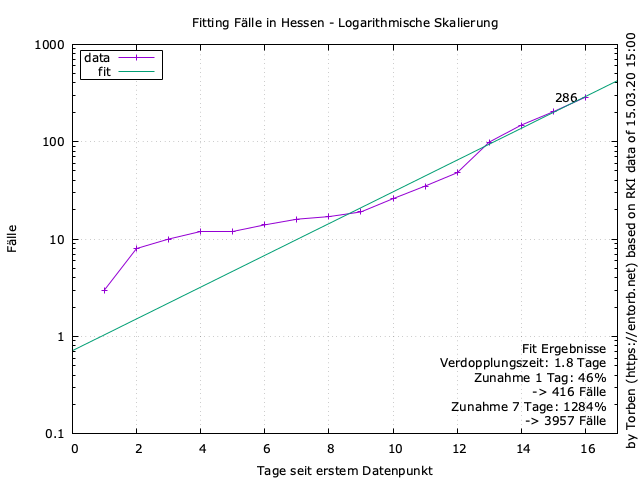 Fitting Fälle in Hessen - Logarithmische Skalierung
1000
100
10
1
0.1
Fälle
data
fit
286
Fit Ergebnisse
Verdopplungszeit: 1.8 Tage
Zunahme 1 Tag: 46%
-> 416 Fälle
Zunahme 7 Tage: 1284%
-> 3957 Fälle
0 2 4 6 8 10 12 14 16
Tage seit erstem Datenpunkt
by Torben (https://entorb.net) based on RKI data of 15.03.20 15:00